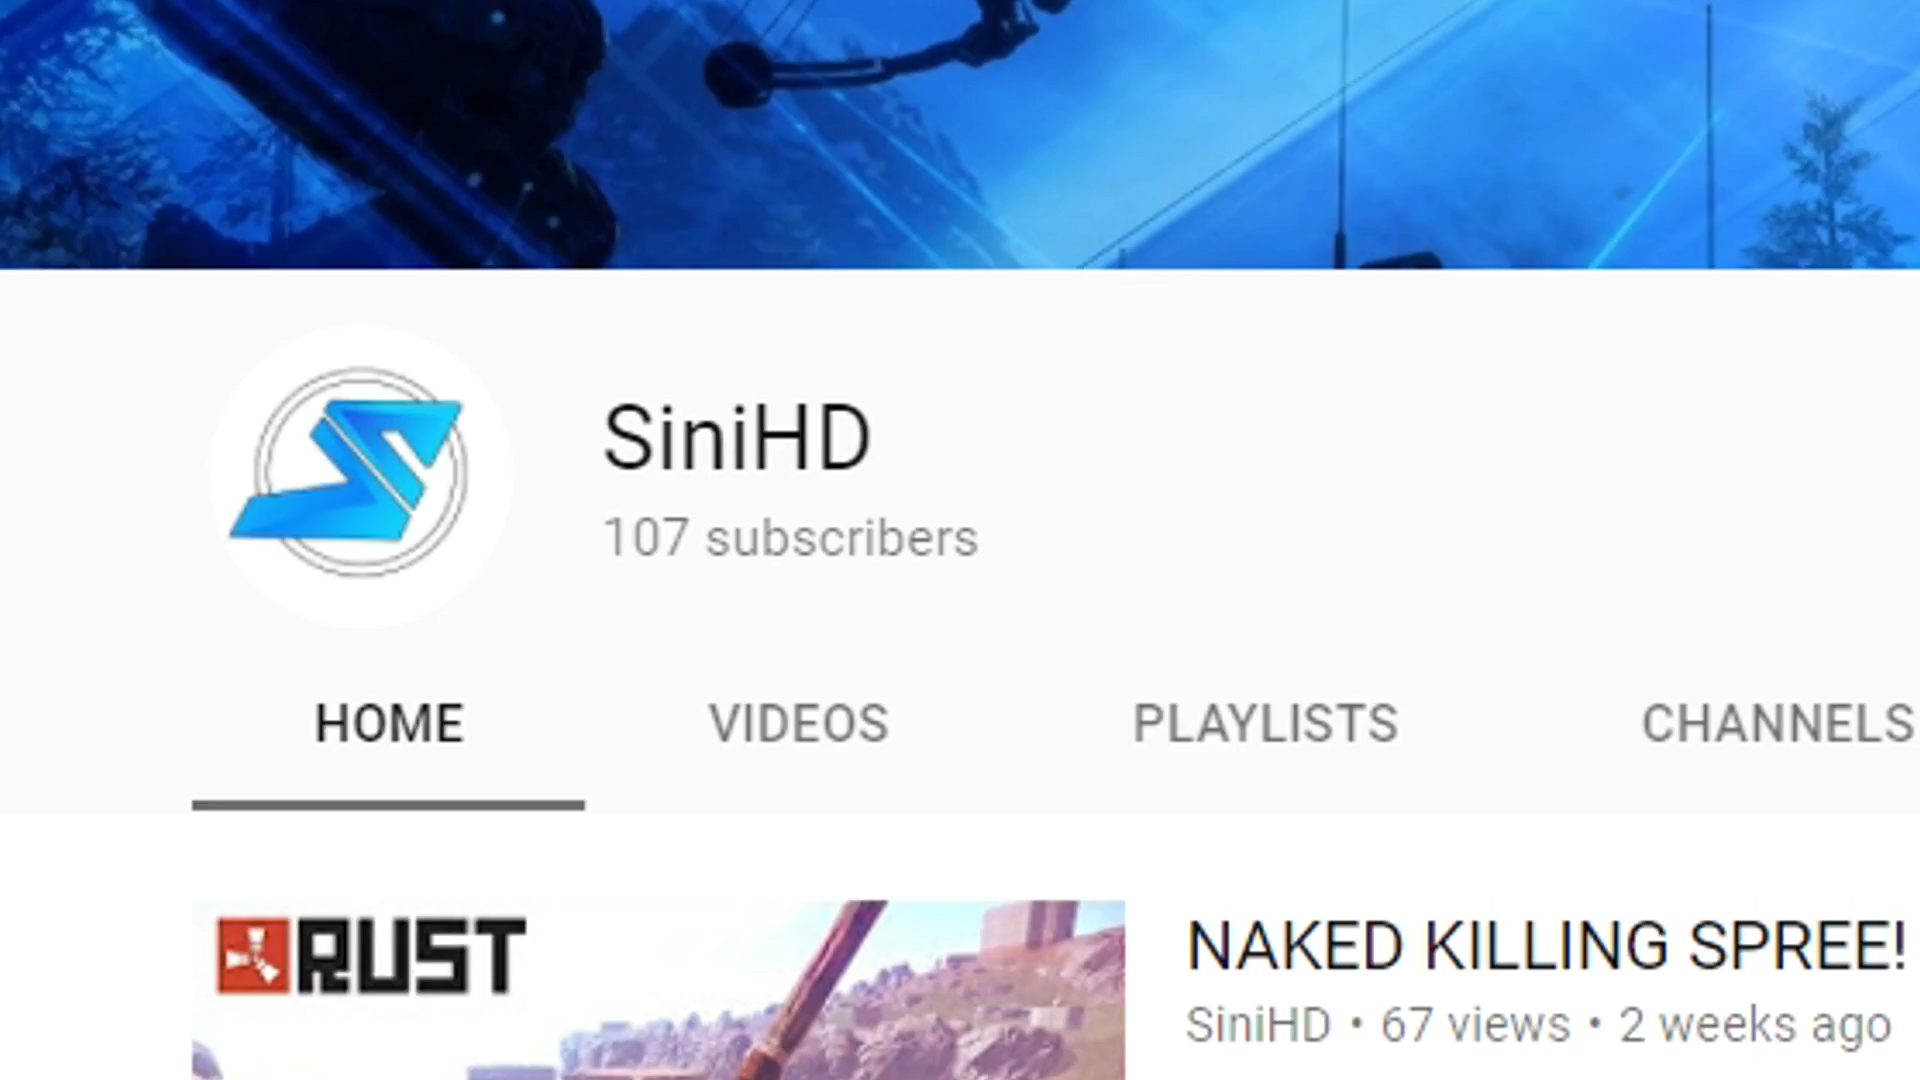 SiniHD
107 subscribers
HOME VIDEOS PLAYLISTS CHANNELS
RUST
NAKED KILLING SPREE!
SiniHD • 67 views • 2 weeks ago